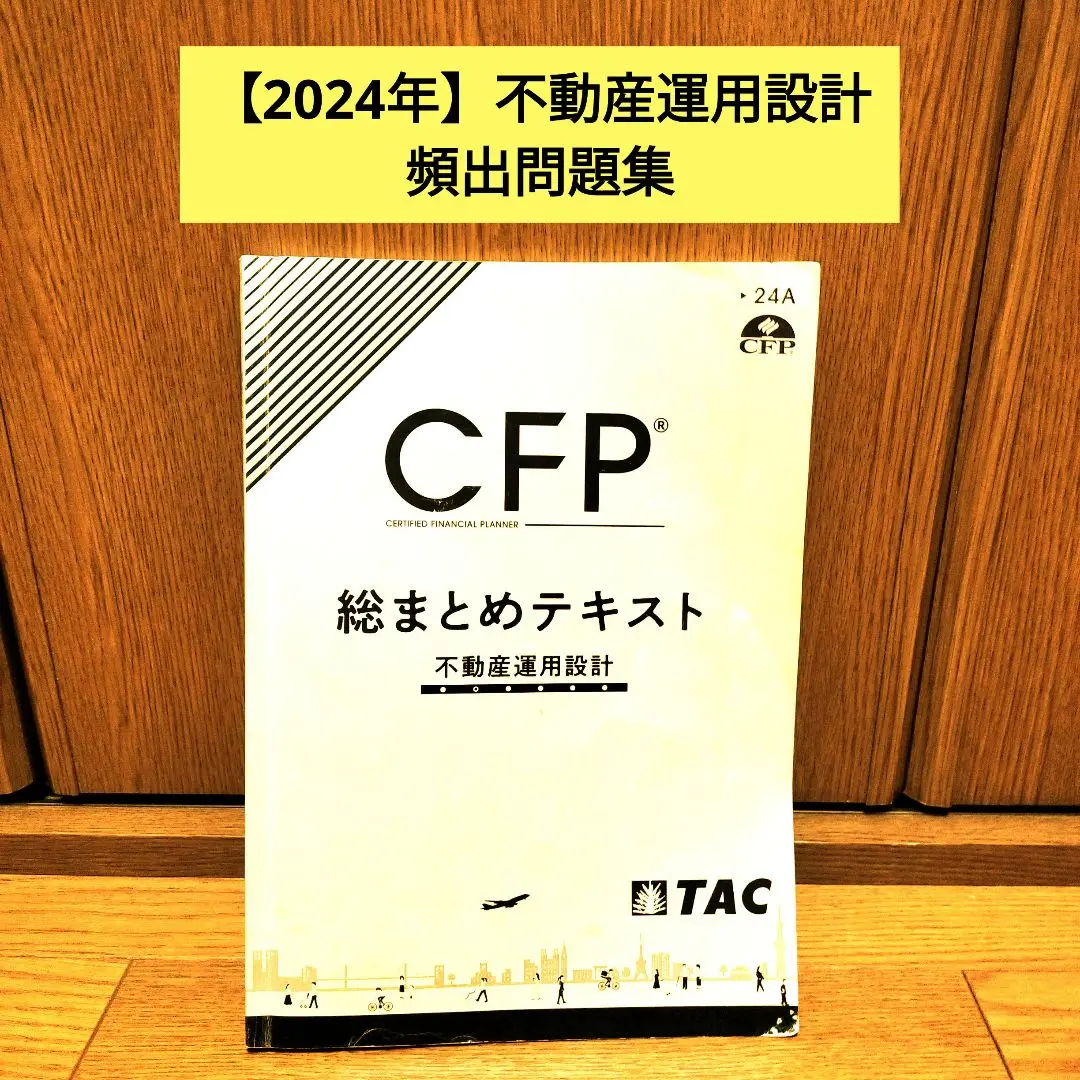 【2024年】不動産運用設計
頻出問題集
▶24A
CFP
CFP®
CERTIFIED FINANCIAL PLANNER
総まとめテキスト
不動産運用設計
TAC